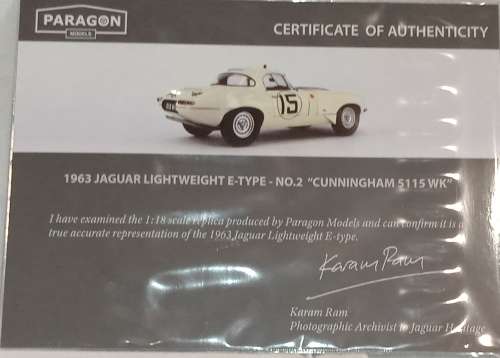 PARAGON
MODELS
CERTIFICATE OF AUTHENTICITY
15
1963 JAGUAR LIGHTWEIGHT E-TYPE - NO.2 "CUNNINGHAM 5115 WK"
I have examined the 1:18 scale replica produced by Paragon Models and can confirm it is a
true accurate representation of the 1963 Jaguar Lightweight E-type.
Karam Ram
Karam Ram
Photographic Archivist Jaguar Heritage